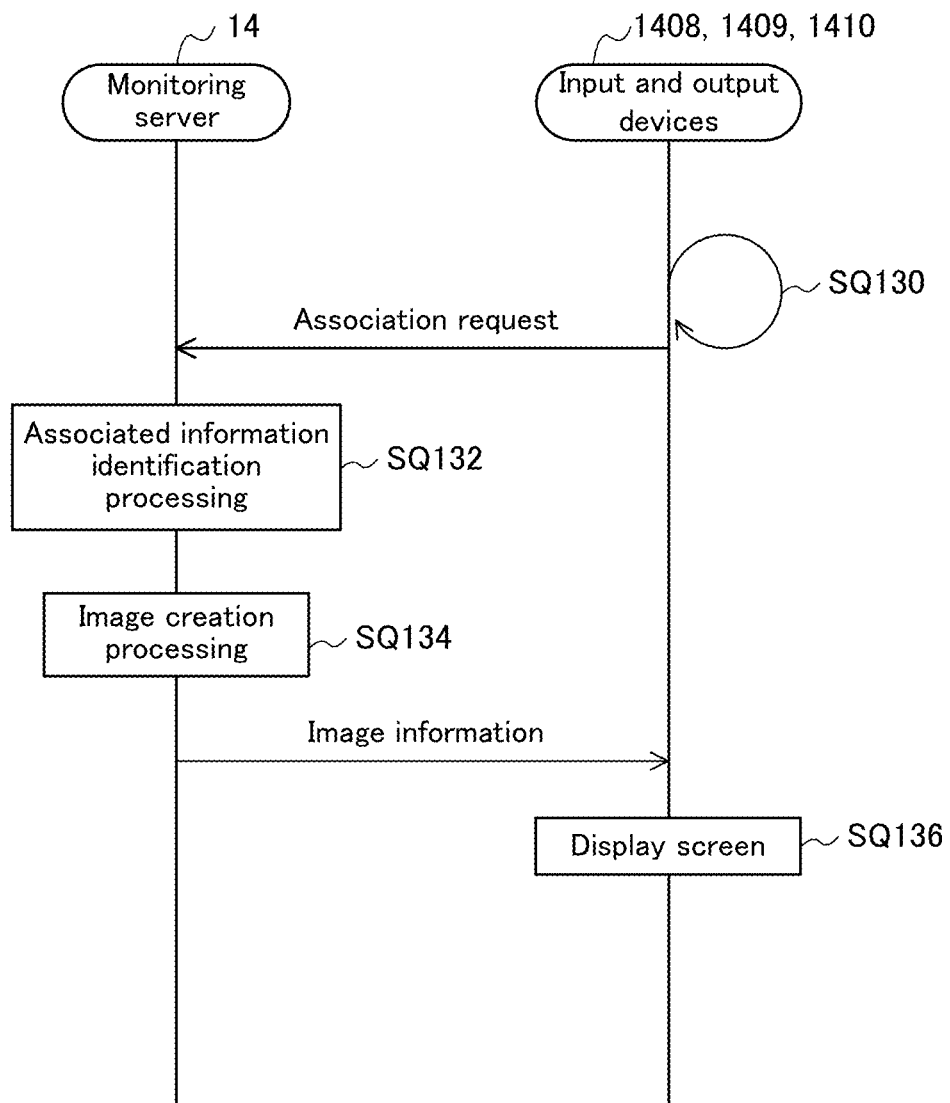 14
1408, 1409, 1410
Monitoring
server
Input and output
devices
SQ130
Association request
Associated information
identification
processing
SQ132
Image creation
processing
SQ134
Image information
Display screen
SQ136